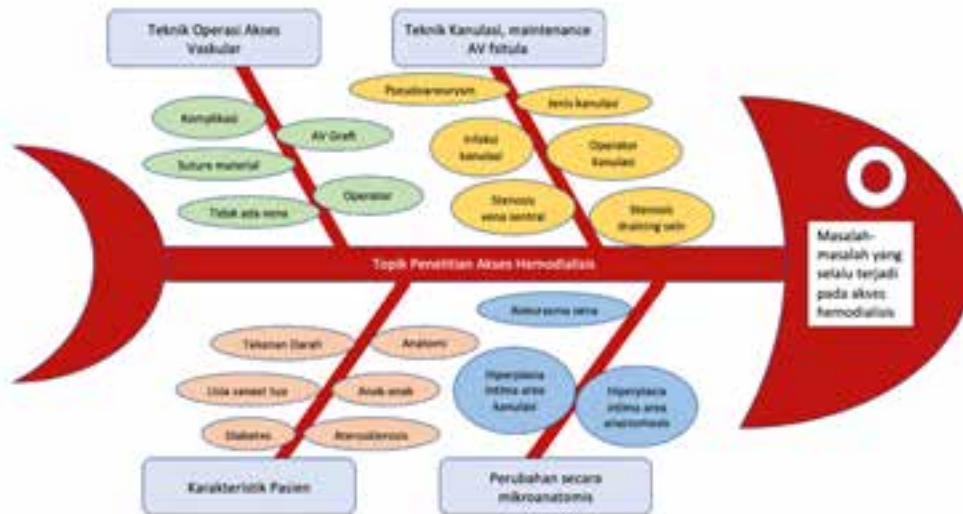 Teknik Operasi Akses
Vaskular
Teknik Kanulasi, maintenance
AV fistula
Komplikasi
AV Graft
Suture material
Operator
Tidak ada vena
Pseudoaneurysm
Jenis kanulasi
Infeksi
kanulasi
Operator
kanulasi
Stenosis
vena sentral
Stenosis
draining vein
Topik Penelitian Akses Hemodialisis
Masalah-
masalah yang
selalu terjadi
pada akses
hemodialisis
Tekanan Darah
Anatomi
Usia sangat tua
Anak-anak
Diabetes
Aterosklerosis
vena
Hiperplasia
intima area
kanulasi
Hiperplasia
intima area
Karakteristik Pasien
Perubahan secara
mikroanatomis